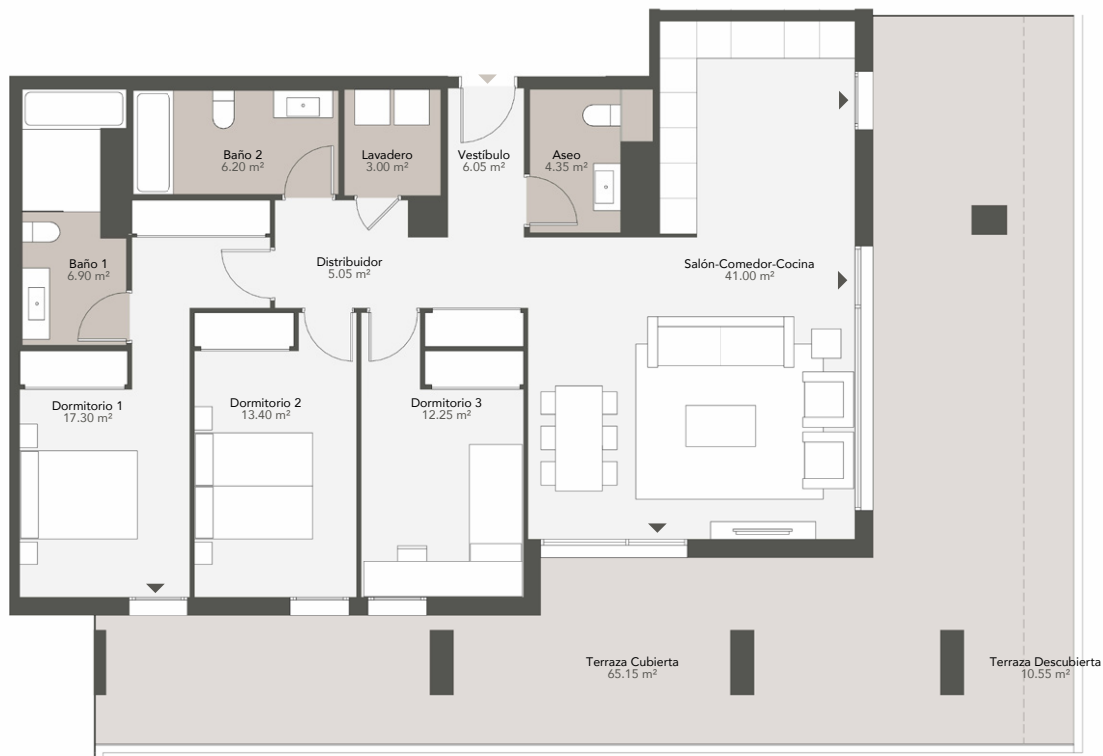 Baño 2
6.20 m²
Lavadero
3.00 m²
Vestíbulo
6.05 m²
Aseo
4.35 m²
Baño 1
6.90 m²
Distribuidor
5.05 m²
Salón-Comedor-Cocina
41.00 m²
Dormitorio 1
17.30 m²
Dormitorio 2
13.40 m²
Dormitorio 3
12.25 m²
Terraza Cubierta
65.15 m²
Terraza Descubierta
10.55 m²